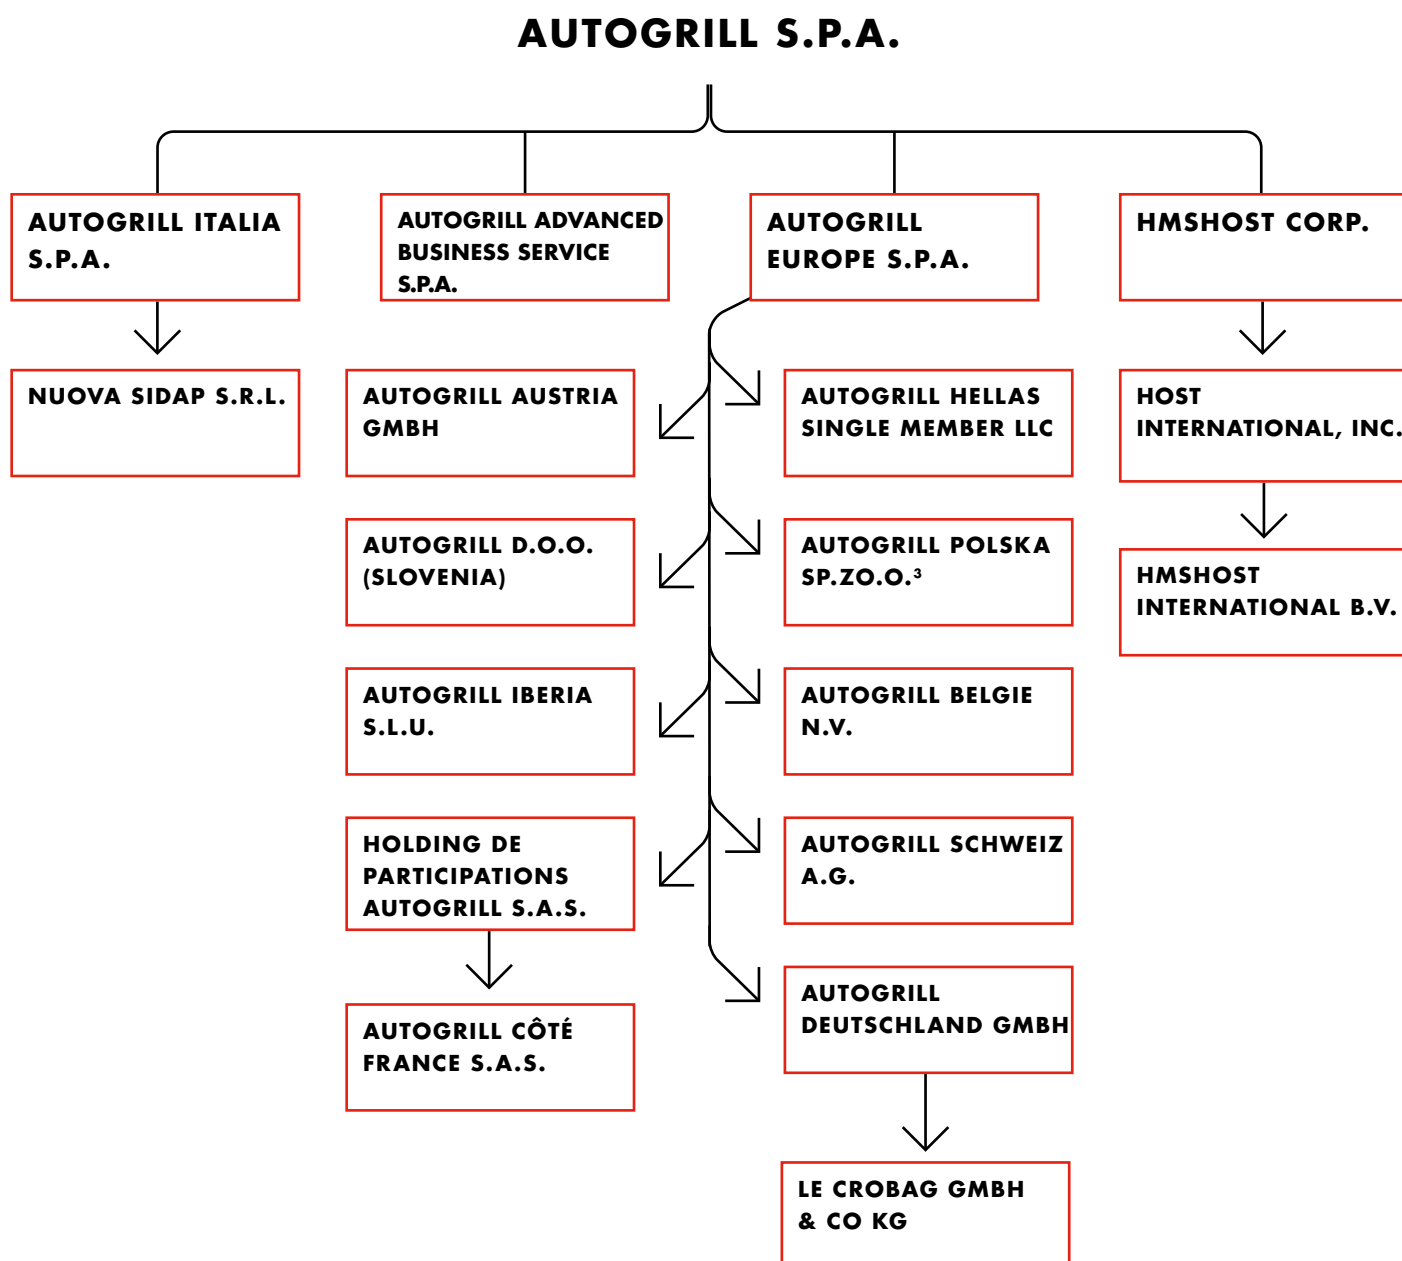 AUTOGRILL S.P.A.
AUTOGRILL ITALIA
S.P.A.
AUTOGRILL ADVANCED
BUSINESS SERVICE
S.P.A.
AUTOGRILL
EUROPE S.P.A.
HMSHOST CORP.
NUOVA SIDAP S.R.L.
AUTOGRILL AUSTRIA
GMBH
AUTOGRILL HELLAS
SINGLE MEMBER LLC
HOST
INTERNATIONAL, INC.
AUTOGRILL D.O.O.
(SLOVENIA)
AUTOGRILL POLSKA
SP.ZO.O.³
HMSHOST
INTERNATIONAL B.V.
AUTOGRILL IBERIA
S.L.U.
AUTOGRILL BELGIE
N.V.
HOLDING DE
PARTICIPATIONS
AUTOGRILL S.A.S.
AUTOGRILL SCHWEIZ
A.G.
AUTOGRILL CÔTÉ
FRANCE S.A.S.
AUTOGRILL
DEUTSCHLAND GMBH
LE CROBAG GMBH
& CO KG